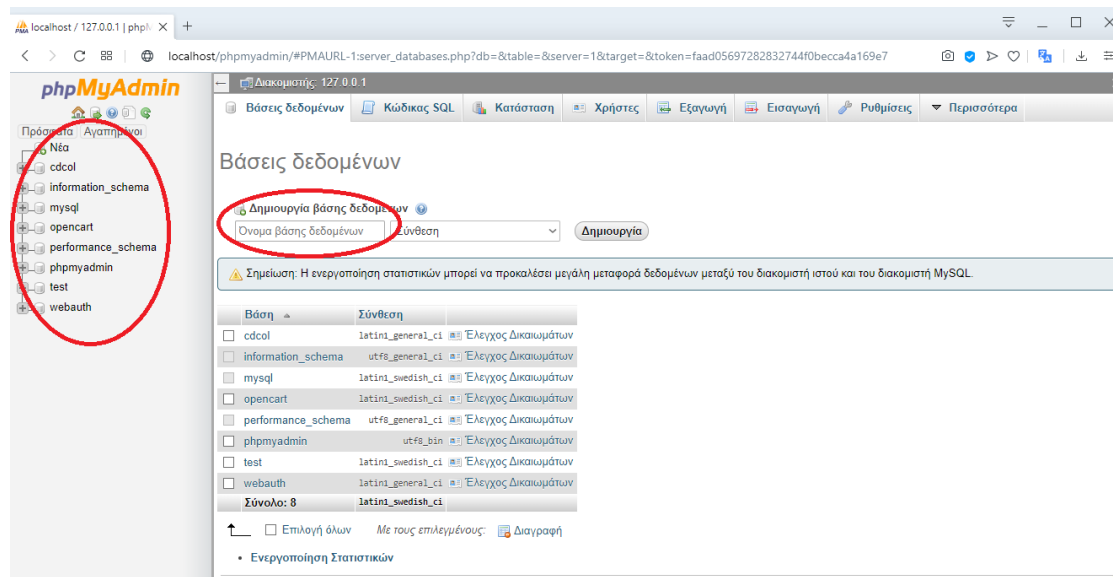 localhost / 127.0.0.1 | phpM
localhost/phpmyadmin/#PMAURL-1:server_databases.php?db=&table=&server=1&target=&token=faad05697282832744f0becca4a169e7
phpMyAdmin
Πρόσφατα Αγαπημένοι
Νέα
cdcol
information_schema
mysql
opencart
performance_schema
phpmyadmin
test
webauth
Διακομιστής: 127.0.0.1
Βάσεις δεδομένων Κώδικας SQL Κατάσταση Χρήστες Εξαγωγή Εισαγωγή Ρυθμίσεις Περισσότερα
Βάσεις δεδομένων
Δημιουργία βάσης δεδομένων
Όνομα βάσης δεδομένων Σύνθεση Δημιουργία
Σημείωση: Η ενεργοποίηση στατιστικών μπορεί να προκαλέσει μεγάλη μεταφορά δεδομένων μεταξύ του διακομιστή ιστού και του διακομιστή MySQL.
Βάση Σύνθεση
cdcol latin1_general_ci Έλεγχος Δικαιωμάτων
information_schema utf8_general_ci Έλεγχος Δικαιωμάτων
mysql latin1_swedish_ci Έλεγχος Δικαιωμάτων
opencart latin1_swedish_ci Έλεγχος Δικαιωμάτων
performance_schema utf8_general_ci Έλεγχος Δικαιωμάτων
phpmyadmin utf8_bin Έλεγχος Δικαιωμάτων
test latin1_swedish_ci Έλεγχος Δικαιωμάτων
webauth latin1_general_ci Έλεγχος Δικαιωμάτων
Σύνολο: 8 latin1_swedish_ci
Επιλογή όλων Με τους επιλεγμένους: Διαγραφή
• Ενεργοποίηση Στατιστικών